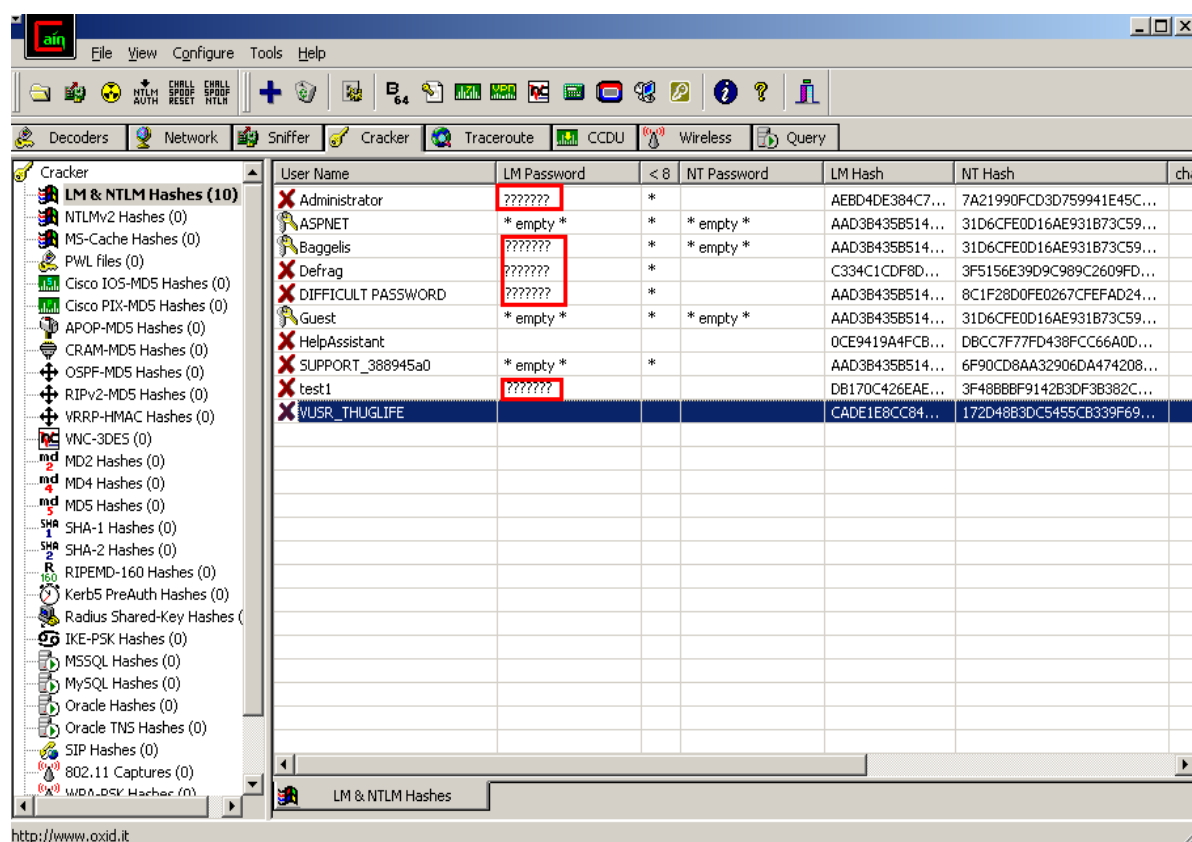 Cain
File View Configure Tools Help
NTLM AUTH CHALL SPOOF RESET CHALL SPOOF NTLM B64
Decoders Network Sniffer Cracker Traceroute CCDU Wireless Query
Cracker
LM & NTLM Hashes (10)
NTLMv2 Hashes (0)
MS-Cache Hashes (0)
PWL files (0)
Cisco IOS-MD5 Hashes (0)
Cisco PIX-MD5 Hashes (0)
APOP-MD5 Hashes (0)
CRAM-MD5 Hashes (0)
OSPF-MD5 Hashes (0)
RIPv2-MD5 Hashes (0)
VRRP-HMAC Hashes (0)
VNC-3DES (0)
MD2 Hashes (0)
MD4 Hashes (0)
MD5 Hashes (0)
SHA-1 Hashes (0)
SHA-2 Hashes (0)
RIPEMD-160 Hashes (0)
Kerb5 PreAuth Hashes (0)
Radius Shared-Key Hashes (
IKE-PSK Hashes (0)
MSSQL Hashes (0)
MySQL Hashes (0)
Oracle Hashes (0)
Oracle TNS Hashes (0)
SIP Hashes (0)
802.11 Captures (0)
WPA-PSK Hashes (0)
User Name LM Password < 8 NT Password LM Hash NT Hash cha
Administrator ??????? * AEBD4DE384C7... 7A21990FCD3D759941E45C...
ASPNET * empty * * * empty * AAD3B435B514... 31D6CFE0D16AE931B73C59...
Baggelis ??????? * * empty * AAD3B435B514... 31D6CFE0D16AE931B73C59...
Defrag ??????? * C334C1CDF8D... 3F5156E39D9C989C2609FD...
DIFFICULT PASSWORD ??????? * AAD3B435B514... 8C1F28D0FE0267CFEFAD24...
Guest * empty * * * empty * AAD3B435B514... 31D6CFE0D16AE931B73C59...
HelpAssistant 0CE9419A4FCB... DBCC7F77FD438FCC66A0D...
SUPPORT_388945a0 * empty * * AAD3B435B514... 6F90CD8AA32906DA474208...
test1 ??????? DB170C426EAE... 3F48BBBF9142B3DF3B382C...
VUSR_THUGLIFE CADE1E8CC84... 172D48B3DC5455CB339F69...
LM & NTLM Hashes
http://www.oxid.it